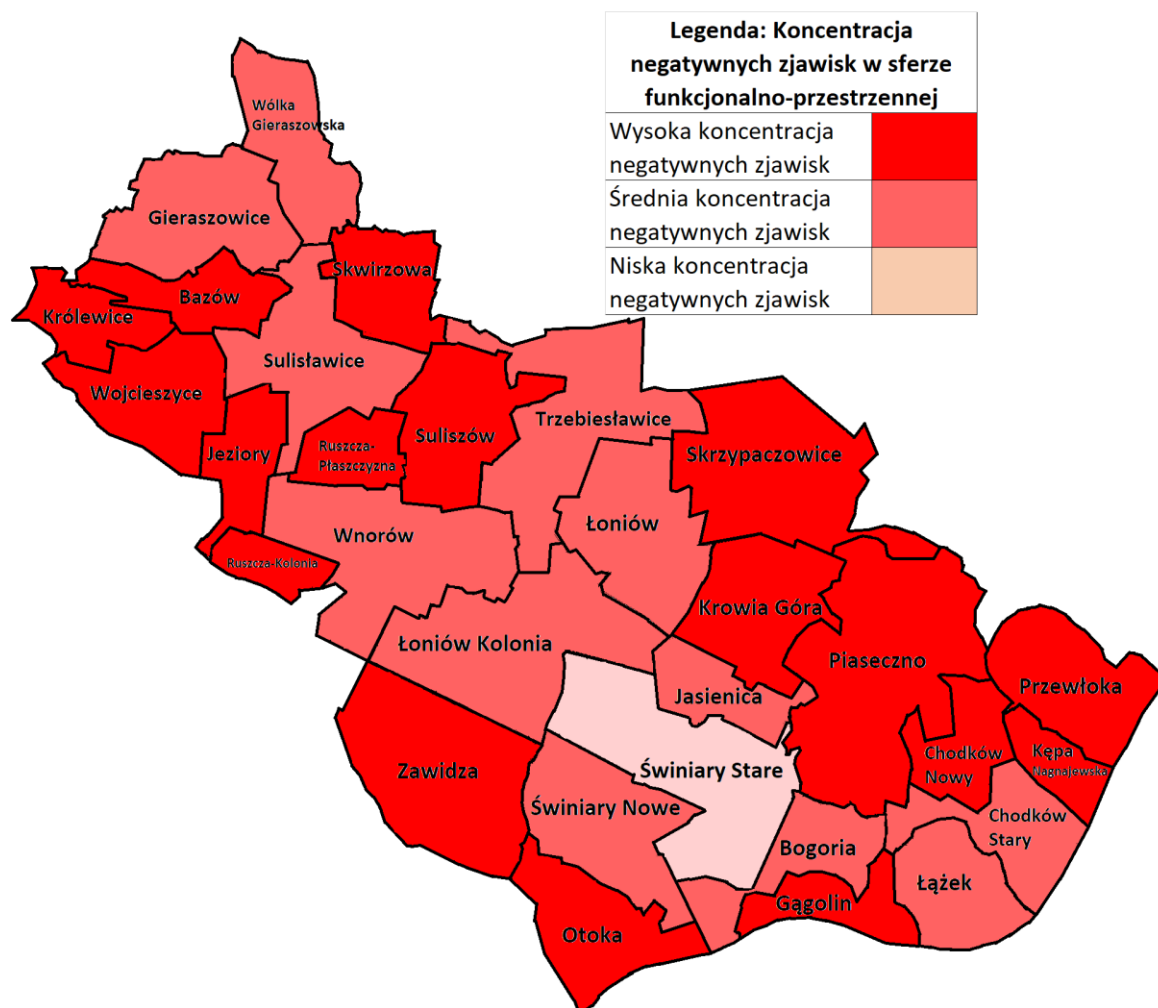 Legenda: Koncentracja
negatywnych zjawisk w sferze
funkcjonalno-przestrzennej
Wysoka koncentracja
negatywnych zjawisk
Średnia koncentracja
negatywnych zjawisk
Niska koncentracja
negatywnych zjawisk
Wólka
Gieraszowska
Gieraszowice
Skwirzowa
Bazów
Królewice
Sulisławice
Wojcieszyce
Trzebiesławice
Suliszów
Ruszcza-
Płaszczyzna
Jeziory
Skrzypaczowice
Łoniów
Wnorów
Ruszcza-Kolonia
Krowia Góra
Łoniów Kolonia
Piaseczno
Przewłoka
Jasienica
Chodków
Nowy
Kępa
Nagnajewska
Zawidza
Świniary Stare
Świniary Nowe
Chodków
Stary
Bogoria
Łążek
Gągolin
Otoka